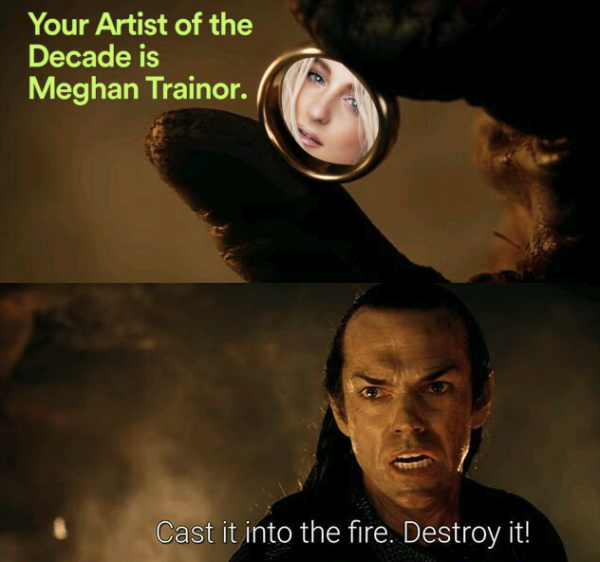 Your Artist of the
Decade is
Meghan Trainor.
Cast it into the fire. Destroy it!